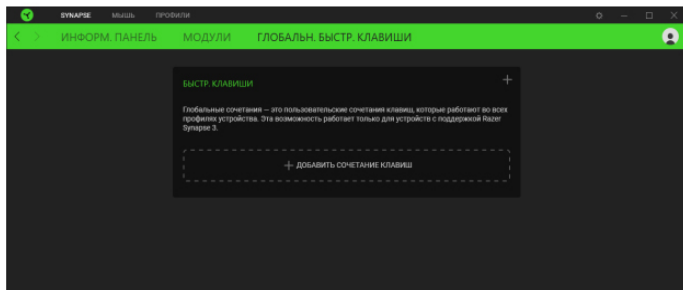 SYNAPSE МЫШЬ ПРОФИЛИ
ИНФОРМ. ПАНЕЛЬ МОДУЛИ ГЛОБАЛЬН. БЫСТР. КЛАВИШИ
БЫСТР. КЛАВИШИ
Глобальные сочетания — это пользовательские сочетания клавиш, которые работают во всех
профилях устройства. Эта возможность работает только для устройств с поддержкой Razer
Synapse 3.
ДОБАВИТЬ СОЧЕТАНИЕ КЛАВИШ